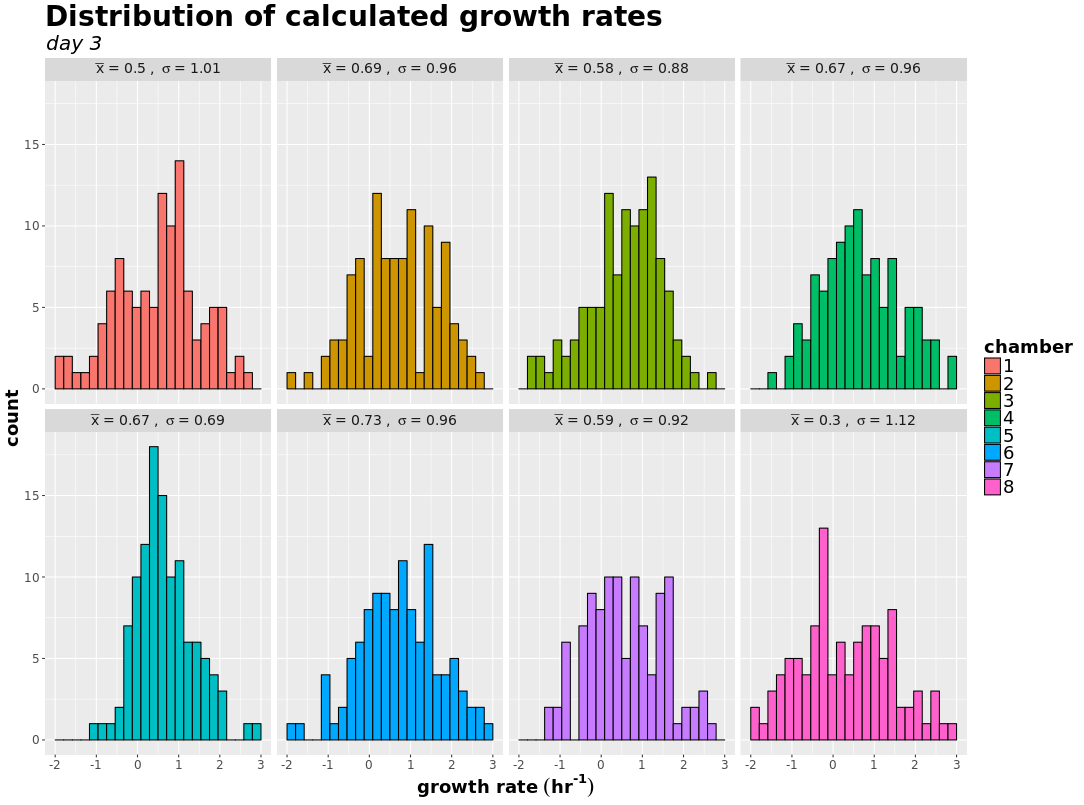 Distribution of calculated growth rates
day 3
x̅ = 0.5 , σ = 1.01
x̅ = 0.69 , σ = 0.96
x̅ = 0.58 , σ = 0.88
x̅ = 0.67 , σ = 0.96
15
10
5
0
x̅ = 0.67 , σ = 0.69
x̅ = 0.73 , σ = 0.96
x̅ = 0.59 , σ = 0.92
x̅ = 0.3 , σ = 1.12
15
10
5
0
-2 -1 0 1 2 3
-2 -1 0 1 2 3
-2 -1 0 1 2 3
-2 -1 0 1 2 3
count
growth rate (hr⁻¹)
chamber
1
2
3
4
5
6
7
8